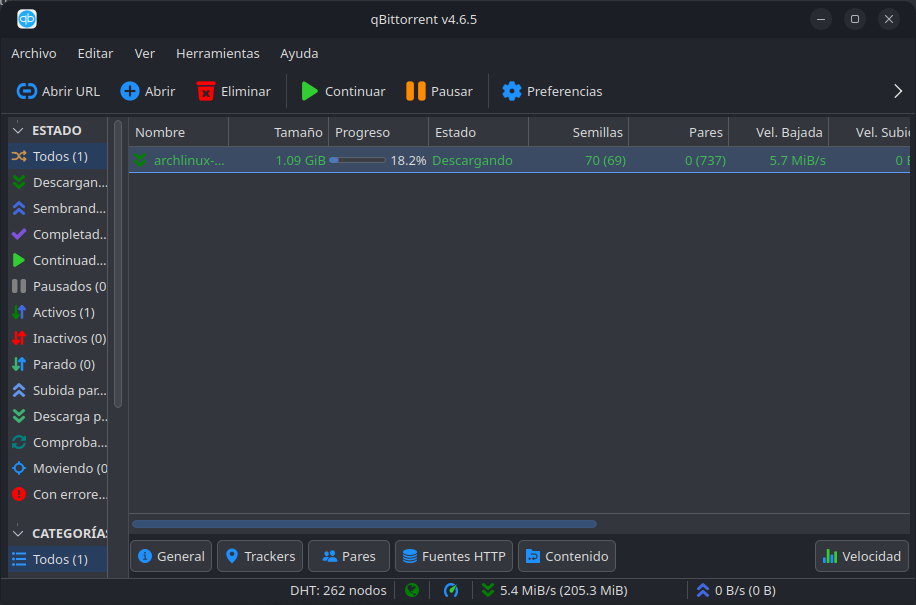 qBittorrent v4.6.5
Archivo Editar Ver Herramientas Ayuda
Abrir URL Abrir Eliminar Continuar Pausar Preferencias
ESTADO
Todos (1)
Descargan...
Sembrand...
Completad...
Continuad...
Pausados (0
Activos (1)
Inactivos (0)
Parado (0)
Subida par...
Descarga p...
Comproba...
Moviendo (0
Con errore...
CATEGORÍAS
Todos (1)
Nombre Tamaño Progreso Estado Semillas Pares Vel. Bajada Vel. Subid
archlinux-... 1.09 GiB 18.2% Descargando 70 (69) 0 (737) 5.7 MiB/s 0 B
General Trackers Pares Fuentes HTTP Contenido Velocidad
DHT: 262 nodos 5.4 MiB/s (205.3 MiB) 0 B/s (0 B)